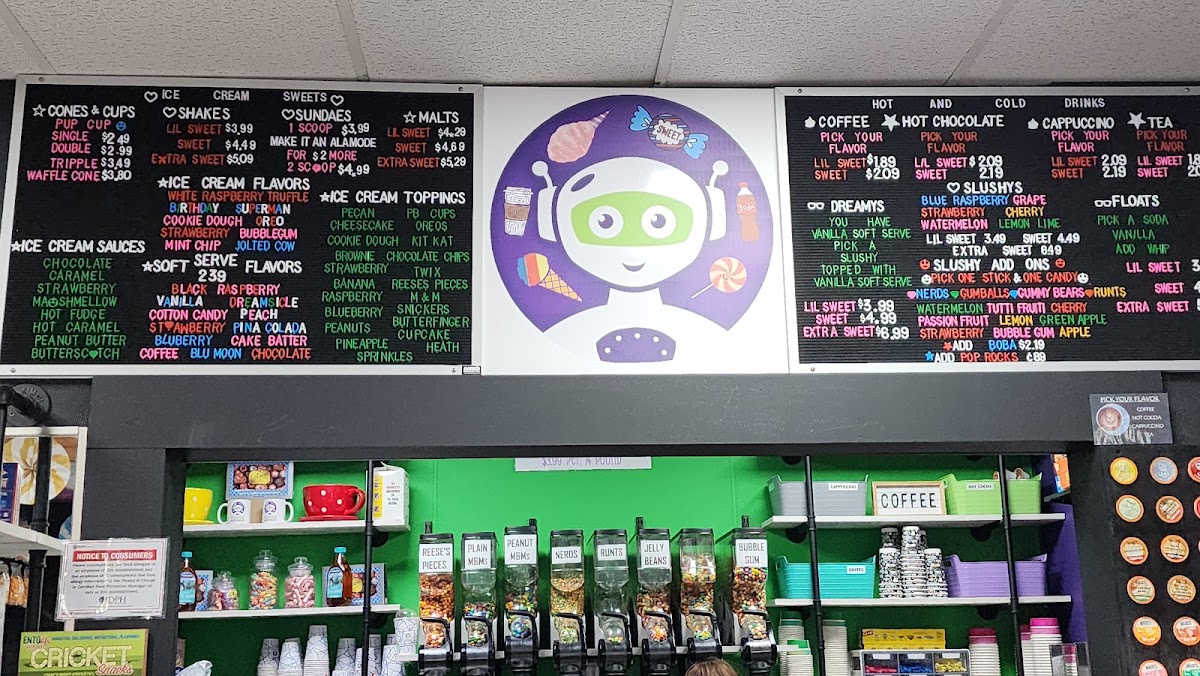 ♡ICE CREAM SWEETS♡
☆CONES & CUPS
PUP CUP
SINGLE $2.49
DOUBLE $2.99
TRIPPLE $3.49
WAFFLE CONE $3.80
♡SHAKES
LIL SWEET $3.99
SWEET $4.49
EXTRA SWEET $5.09
♡SUNDAES
1 SCOOP $3.99
MAKE IT AN ALAMODE
FOR $2 MORE
2 SCOOP $4.99
☆MALTS
LIL SWEET $4.29
SWEET $4.69
EXTRA SWEET $5.29
★ICE CREAM FLAVORS
WHITE RASPBERRY TRUFFLE
BIRTHDAY SUPERMAN
COOKIE DOUGH OREO
STRAWBERRY BUBBLEGUM
MINT CHIP JOLTED COW
★SOFT SERVE FLAVORS
2.39
BLACK RASPBERRY
VANILLA DREAMSICLE
COTTON CANDY PEACH
STRAWBERRY PINA COLADA
BLUBERRY CAKE BATTER
COFFEE BLU MOON CHOCOLATE
★ICE CREAM SAUCES
CHOCOLATE
CARAMEL
STRAWBERRY
MARSHMELLOW
HOT FUDGE
HOT CARAMEL
PEANUT BUTTER
BUTTERSCOTCH
★ICE CREAM TOPPINGS
PECAN PB CUPS
CHEESECAKE OREOS
COOKIE DOUGH KIT KAT
BROWNIE CHOCOLATE CHIPS
STRAWBERRY TWIX
BANANA REESES PIECES
RASPBERRY M&M
BLUEBERRY SNICKERS
PEANUTS BUTTERFINGER
CUPCAKE
PINEAPPLE HEATH
SPRINKLES
SWEET
HOT AND COLD DRINKS
COFFEE
PICK YOUR
FLAVOR
LIL SWEET $1.89
SWEET $2.09
★HOT CHOCOLATE
PICK YOUR
FLAVOR
LIL SWEET $2.09
SWEET $2.19
CAPPUCCINO
PICK YOUR
FLAVOR
LIL SWEET 2.09
SWEET 2.19
★TEA
PICK YOUR
FLAVOR
LIL SWEET
SWEET
DREAMYS
YOU HAVE
VANILLA SOFT SERVE
PICK A
SLUSHY
TOPPED WITH
VANILLA SOFT SERVE
LIL SWEET $3.99
SWEET $4.99
EXTRA SWEET $6.99
♡SLUSHYS
BLUE RASPBERRY GRAPE
STRAWBERRY CHERRY
WATERMELON LEMON LIME
LIL SWEET 3.49 SWEET 4.49
EXTRA SWEET 6.49
SLUSHY ADD ONS
PICK ONE STICK & ONE CANDY
♥NERDS♥GUMBALLS♥GUMMY BEARS♥RUNTS
WATERMELON TUTTI FRUITI CHERRY
PASSION FRUIT LEMON GREEN APPLE
STRAWBERRY BUBBLE GUM APPLE
★ADD BOBA $2.19
★ADD POP ROCKS ¢89
FLOATS
PICK A SODA
VANILLA
ADD WHIP
LIL SWEET
SWEET
EXTRA SWEET
PICK YOUR FLAVOR
COFFEE
HOT COCOA
CAPPUCCINO
TEA
CAPPUCCINO
COFFEE
HOT COCOA
COFFEE
REESE'S
PIECES
PLAIN
M&Ms
PEANUT
M&Ms
NERDS
RUNTS
JELLY
BEANS
BUBBLE
GUM
NOTICE TO CONSUMERS
IDPH
CRICKET
Snacks